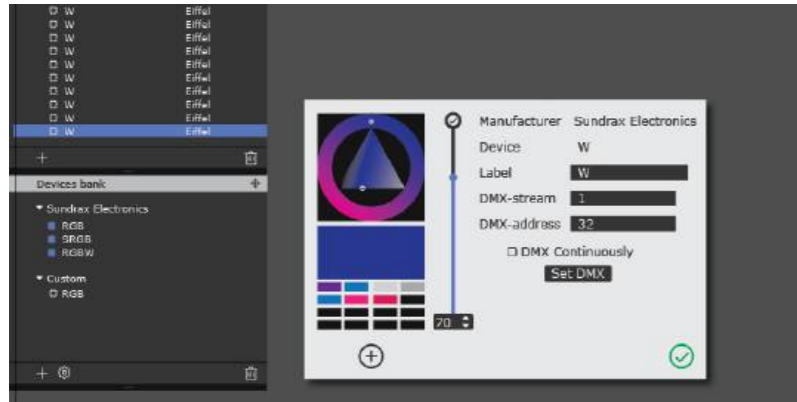 W Eiffel
W Eiffel
W Eiffel
W Eiffel
W Eiffel
W Eiffel
W Eiffel
W Eiffel
W Eiffel
W Eiffel
Devices bank
Sundrax Electronics
RGB
SRGB
RGBW
Custom
RGB
Manufacturer Sundrax Electronics
Device W
Label W
DMX-stream 1
DMX-address 32
DMX Continuously
Set DMX
70